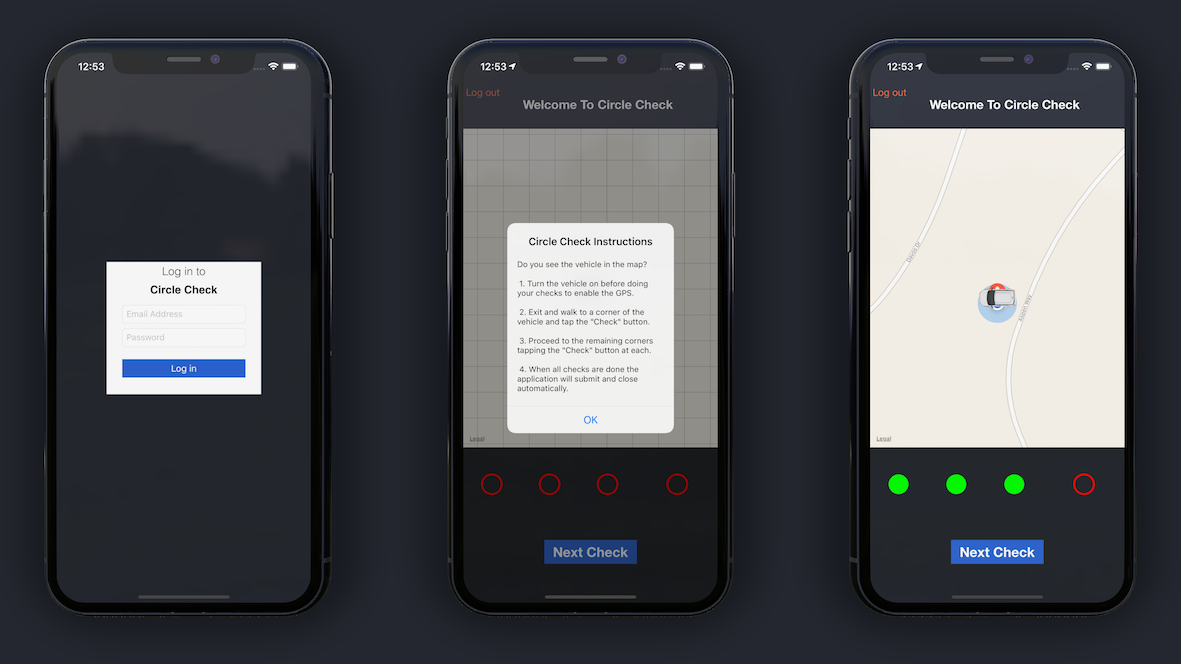 12:53
Log in to
Circle Check
Email Address
Password
Log in
12:53
Log out
Welcome To Circle Check
Circle Check Instructions
Do you see the vehicle in the map?
1. Turn the vehicle on before doing
your checks to enable the GPS.
2. Exit and walk to a corner of the
vehicle and tap the "Check" button.
3. Proceed to the remaining corners
tapping the "Check" button at each.
4. When all checks are done the
application will submit and close
automatically.
OK
Legal
Next Check
12:53
Log out
Welcome To Circle Check
Davis Dr
Airport Way
Legal
Next Check